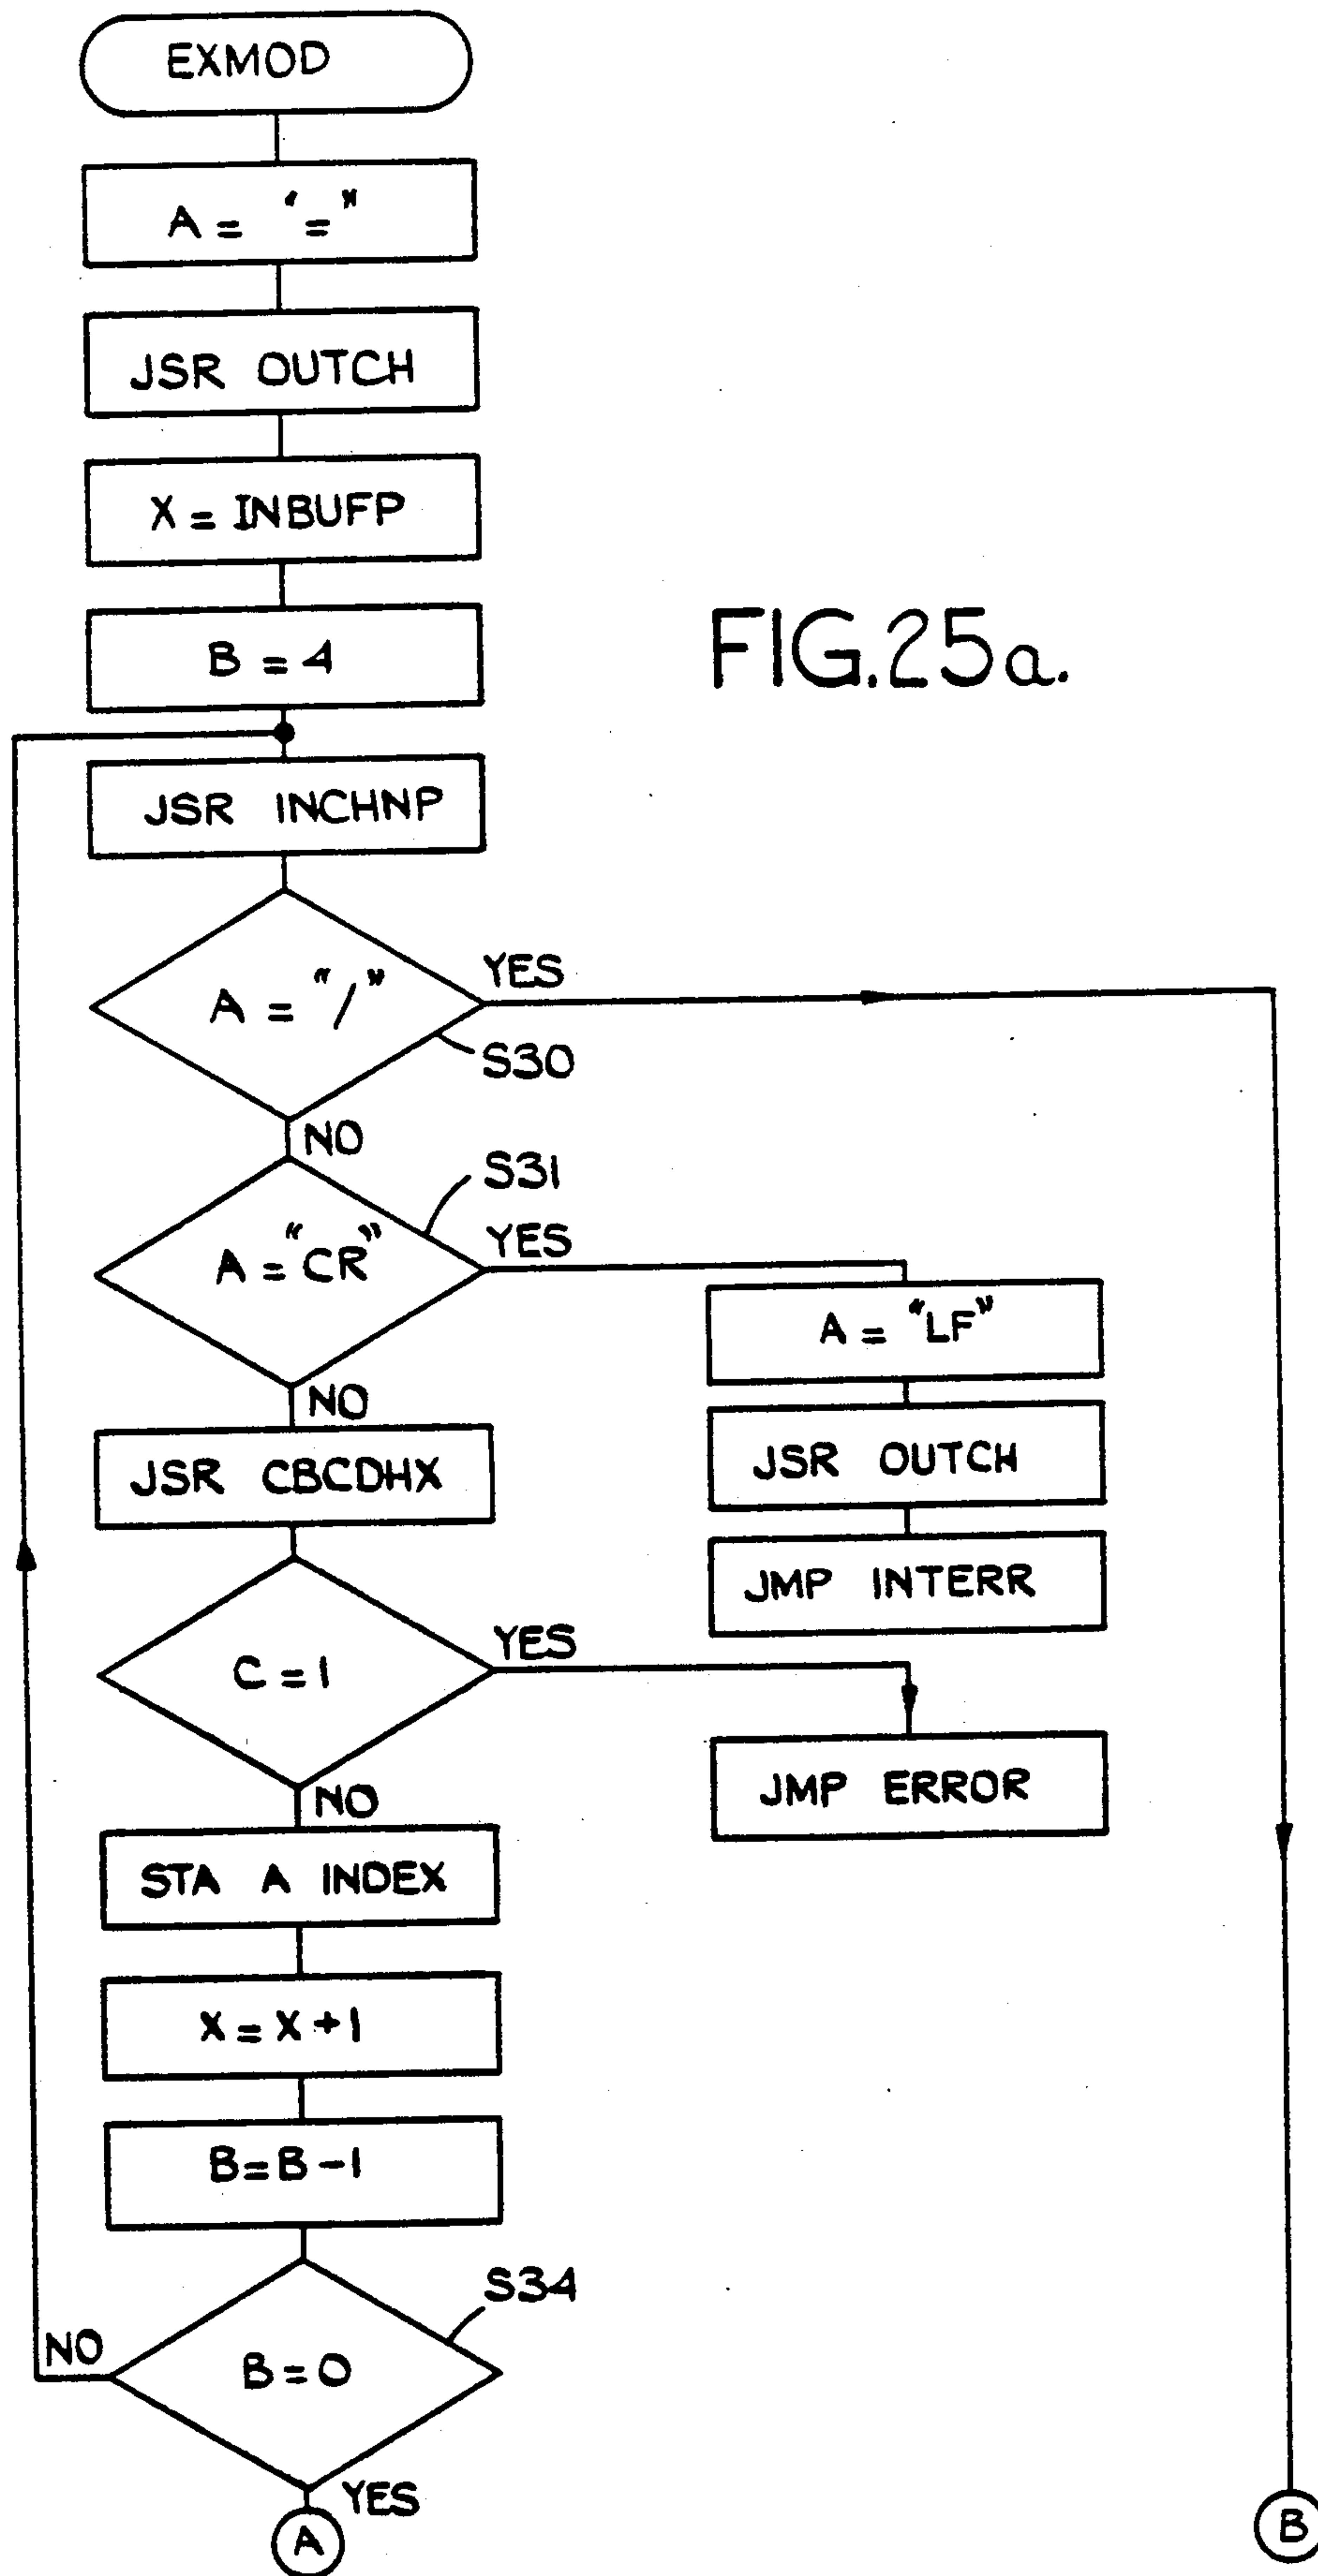 EXMOD
A = "="
JSR OUTCH
X = INBUFP
B = 4
FIG.25a.
JSR INCHNP
A = "/"
YES
S30
NO
S31
A = "CR"
YES
A = "LF"
NO
JSR CBCDHX
JSR OUTCH
JMP INTERR
C = 1
YES
JMP ERROR
NO
STA A INDEX
X = X + 1
B = B - 1
S34
NO
B = 0
YES
A
B